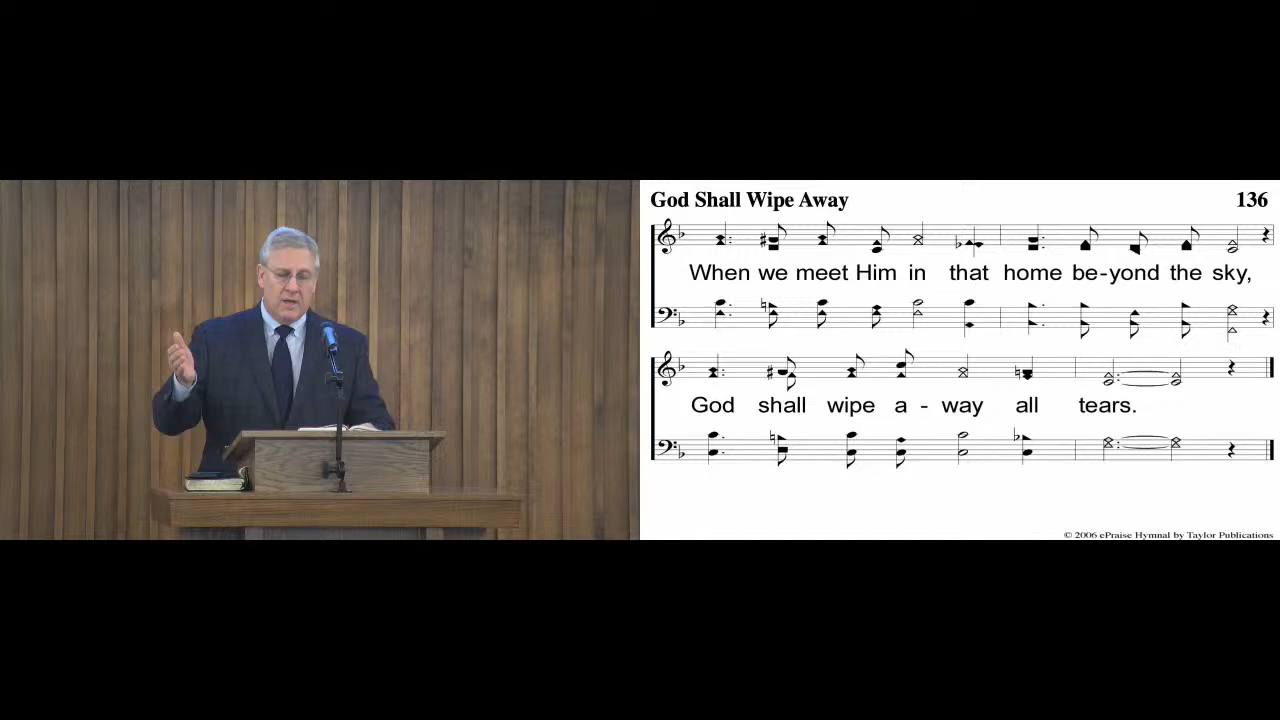 God Shall Wipe Away 136
When we meet Him in that home be-yond the sky,
God shall wipe a - way all tears.
© 2006 ePraise Hymnal by Taylor Publications